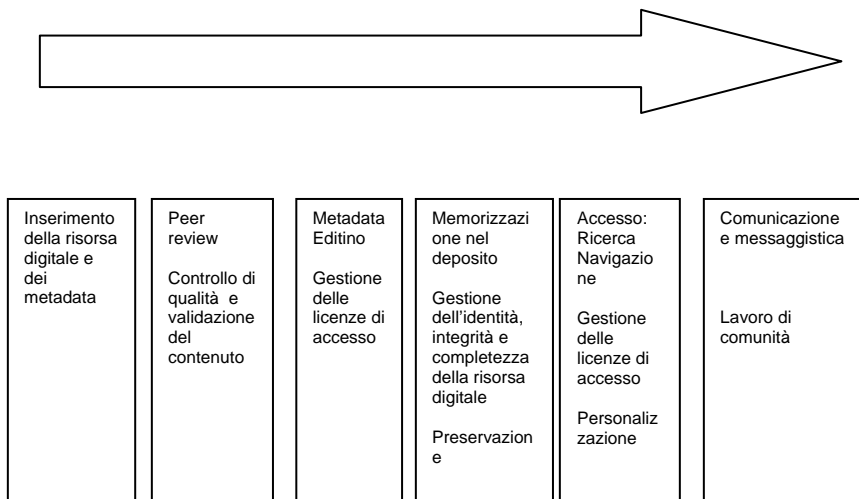 Inserimento
della risorsa
digitale e
dei
metadata
Peer
review
Controllo di
qualità e
validazione
del
contenuto
Metadata
Editino
Gestione
delle
licenze di
accesso
Memorizzazi
one nel
deposito
Gestione
dell'identità,
integrità e
completezza
della risorsa
digitale
Preservazion
e
Accesso:
Ricerca
Navigazio
ne
Gestione
delle
licenze di
accesso
Personaliz
zazione
Comunicazione
e messaggistica
Lavoro di
comunità